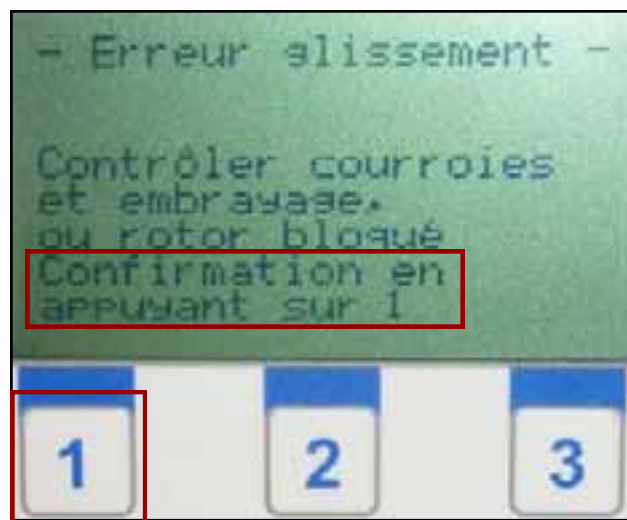 - Erreur glissement -
Contrôler courroies
et embrayage.
ou rotor bloqué
Confirmation en
appuyant sur 1
1 2 3